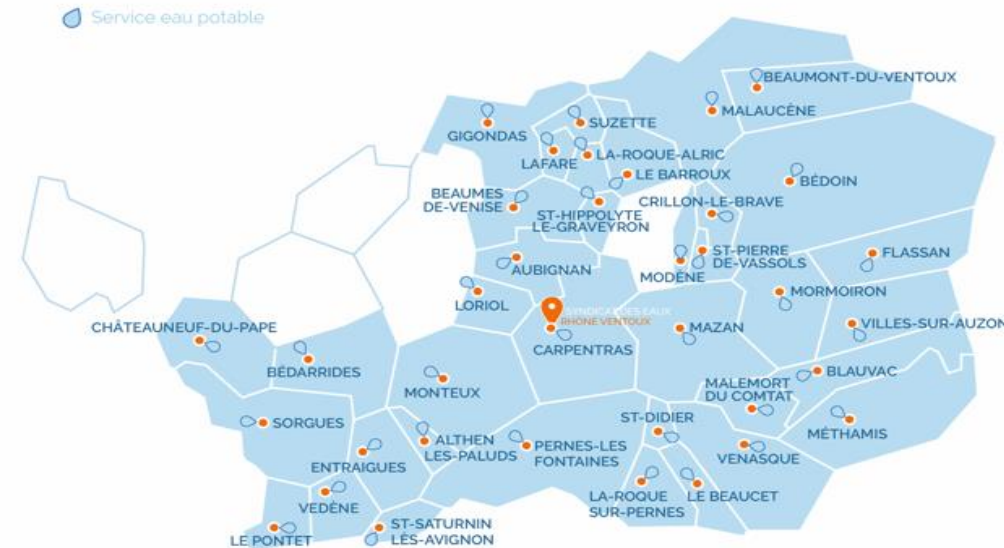 Service eau potable
BEAUMONT-DU-VENTOUX
MALAUCÈNE
GIGONDAS
SUZETTE
LAFARE
LA-ROQUE-ALRIC
LE BARROUX
BÉDOIN
BEAUMES
DE-VENISE
CRILLON-LE-BRAVE
ST-HIPPOLYTE
LE-GRAVEYRON
ST-PIERRE
DE-VASSOLS
FLASSAN
AUBIGNAN
MODÈNE
LORIOL
MORMOIRON
SYNDICAT DES EAUX
RHÔNE VENTOUX
CHÂTEAUNEUF-DU-PAPE
MAZAN
VILLES-SUR-AUZON
CARPENTRAS
BÉDARRIDES
BLAUVAC
MONTEUX
MALEMORT
DU COMTAT
ST-DIDIER
SORGUES
MÉTHAMIS
ALTHEN
LES-PALUDS
PERNES-LES
FONTAINES
VENASQUE
ENTRAIGUES
LA-ROQUE
SUR-PERNES
LE BEAUCET
VEDÈNE
ST-SATURNIN
LÈS-AVIGNON
LE PONTET